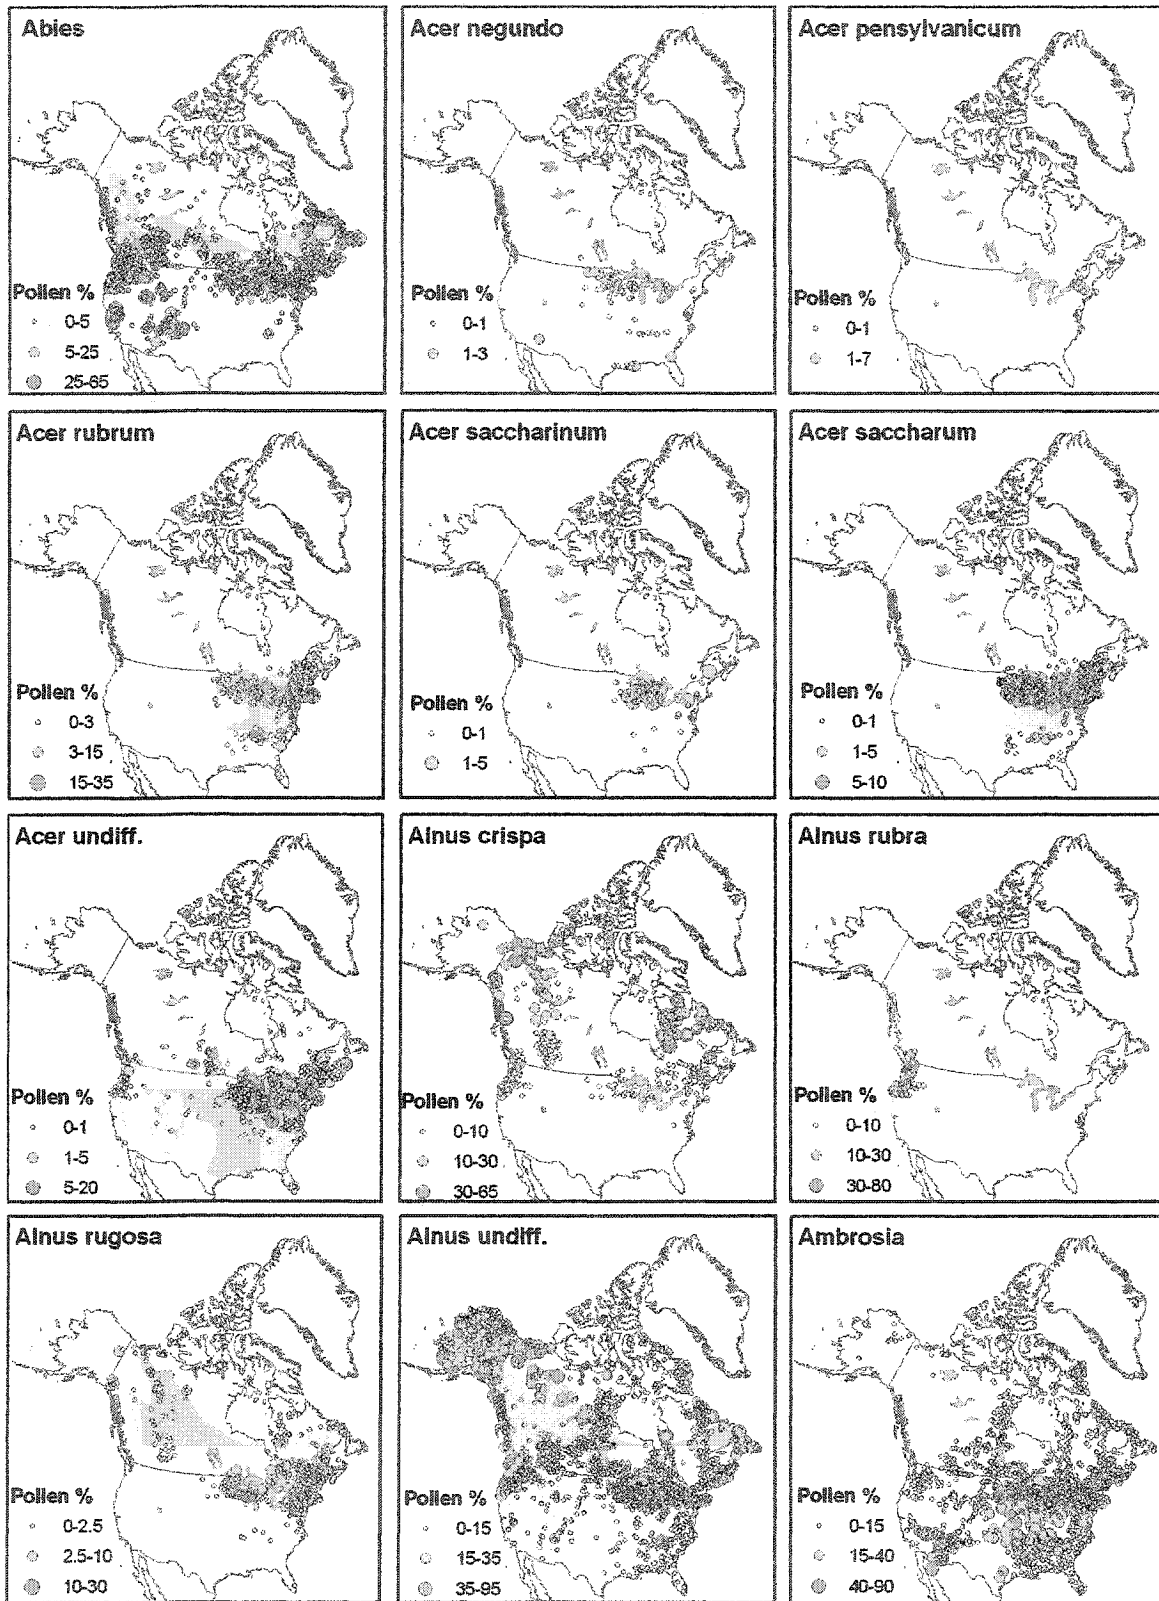 Abies
Pollen %
0-5
5-25
25-65
Acer negundo
Pollen %
0-1
1-3
Acer pensylvanicum
Pollen %
0-1
1-7
Acer rubrum
Pollen %
0-3
3-15
15-35
Acer saccharinum
Pollen %
0-1
1-5
Acer saccharum
Pollen %
0-1
1-5
5-10
Acer undiff.
Pollen %
0-1
1-5
5-20
Alnus crispa
Pollen %
0-10
10-30
30-65
Alnus rubra
Pollen %
0-10
10-30
30-80
Alnus rugosa
Pollen %
0-2.5
2.5-10
10-30
Alnus undiff.
Pollen %
0-15
15-35
35-95
Ambrosia
Pollen %
0-15
15-40
40-90